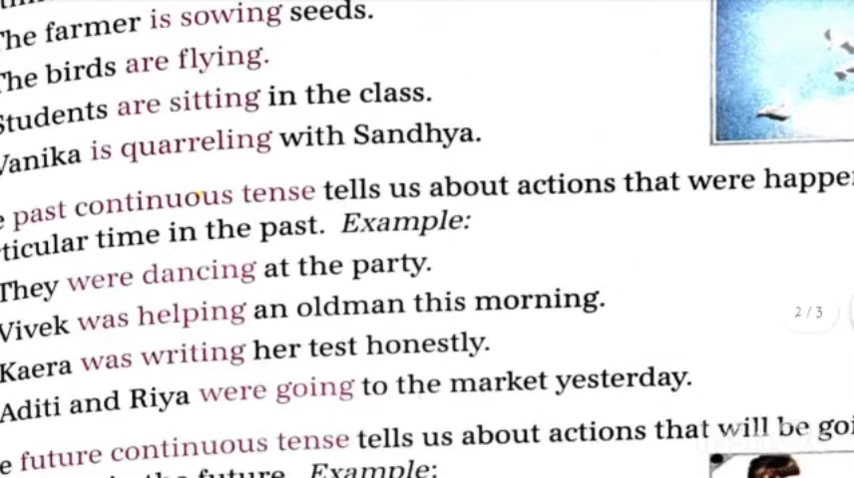 The farmer is sowing seeds.
The birds are flying.
Students are sitting in the class.
Vanika is quarreling with Sandhya.
past continuous tense tells us about actions that were
time in the past. Example:
They were dancing at the party.
Vivek was helping an oldman this morning.
2/3
Kaera was writing her test honestly.
Aditi and Riya were going to the market yesterday.
future continuous tense tells us about actions that will be
the future. Example: